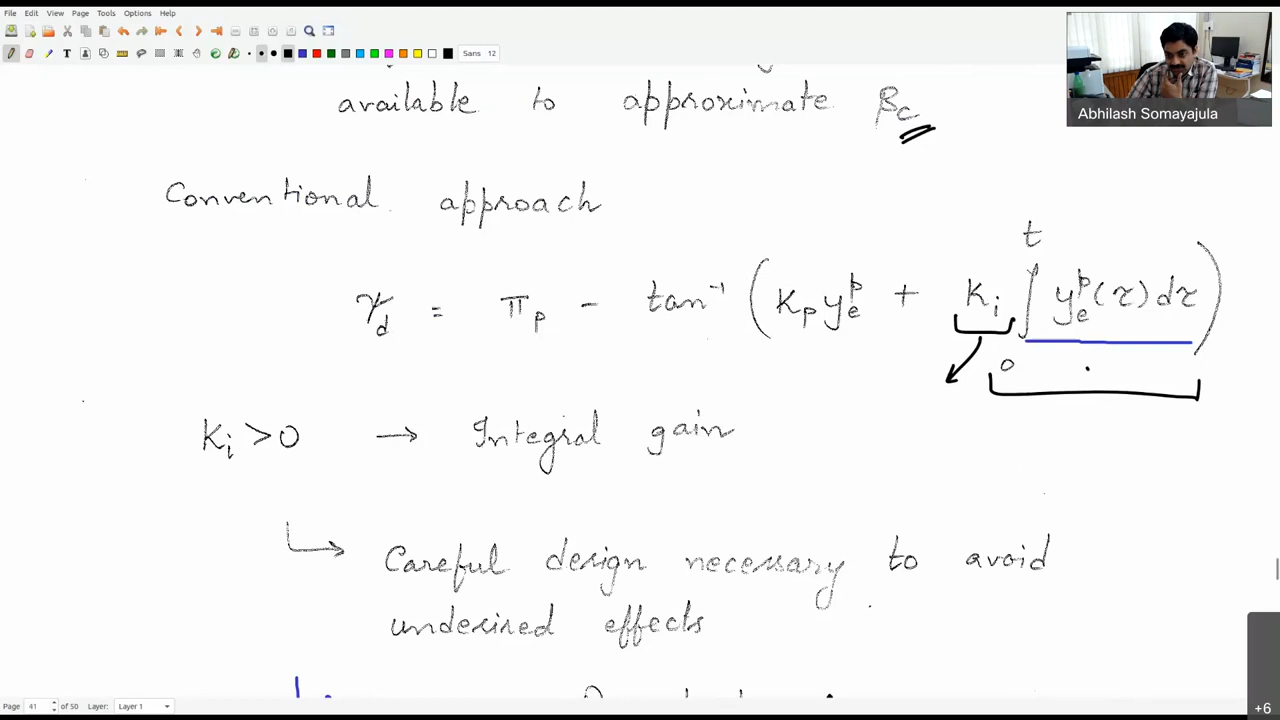 File Edit View Page Tools Options Help
Sans 12
Abhilash Somayajula
available to approximate βc
Conventional approach
ψd = πp - tan⁻¹ (Kp yeᵖ + Ki ∫₀ᵗ yeᵖ(τ) dτ)
Ki > 0 → Integral gain
↳ Careful design necessary to avoid
undesired effects
Page 41 of 50 Layer: Layer 1
+6